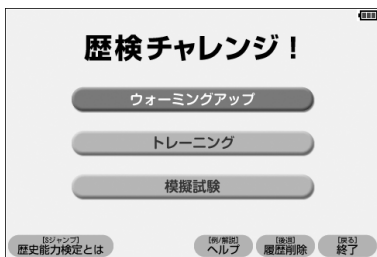 歴検チャレンジ！
ウォーミングアップ
トレーニング
模擬試験
[Sジャンプ]
歴史能力検定とは
[例/解説]
ヘルプ
[後退]
履歴削除
[戻る]
終了